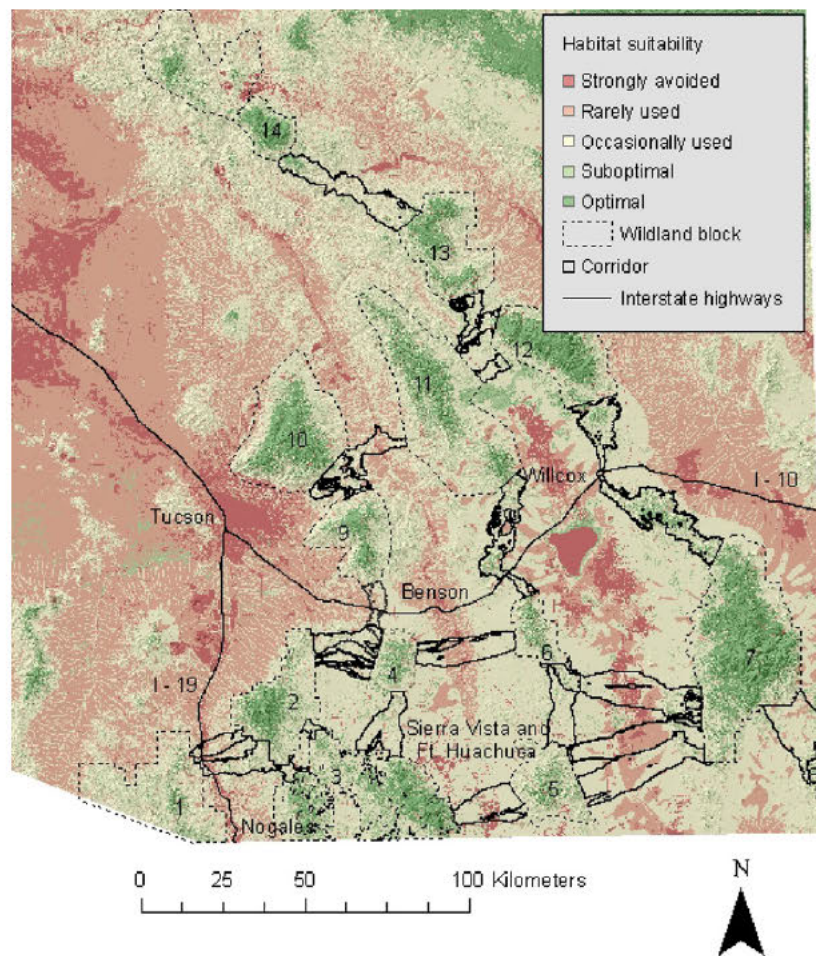 Habitat suitability
Strongly avoided
Rarely used
Occasionally used
Suboptimal
Optimal
Wildland block
Corridor
Interstate highways
14
13
12
11
10
Willcox
I - 10
Tucson
9
Benson
6
7
4
I - 19
2
Sierra Vista and
Ft. Huachuca
3
5
8
1
Nogales
0 25 50 100 Kilometers
N